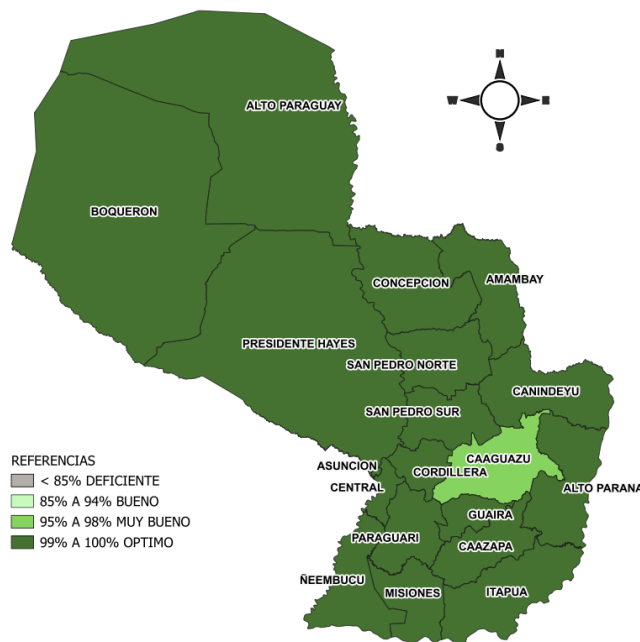 N
W
E
S
ALTO PARAGUAY
BOQUERON
CONCEPCION
AMAMBAY
PRESIDENTE HAYES
SAN PEDRO NORTE
CANINDEYU
SAN PEDRO SUR
CAAGUAZU
ASUNCION
CORDILLERA
CENTRAL
ALTO PARANA
GUAIRA
PARAGUARI
CAAZAPA
ÑEEMBUCU
MISIONES
ITAPUA
REFERENCIAS
< 85% DEFICIENTE
85% A 94% BUENO
95% A 98% MUY BUENO
99% A 100% OPTIMO